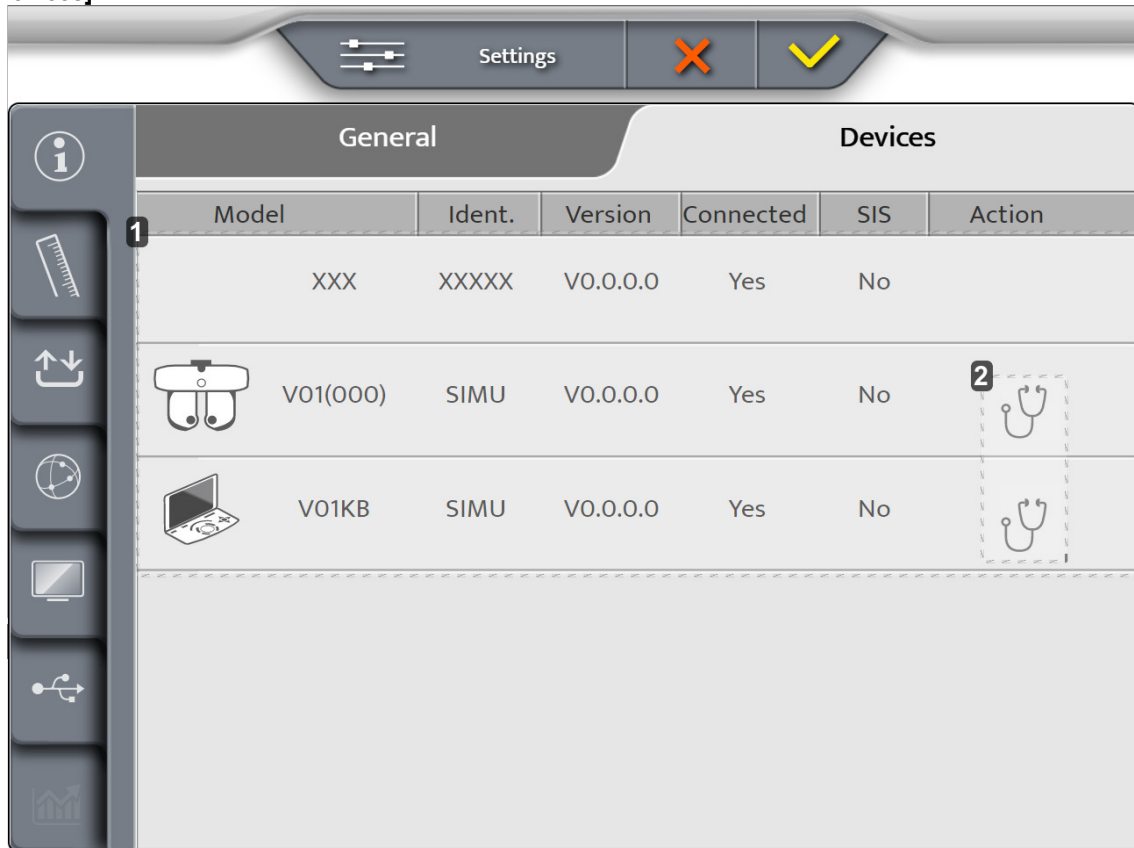 Settings
General Devices
Model Ident. Version Connected SIS Action
1
XXX XXXXX V0.0.0.0 Yes No
2
V01(000) SIMU V0.0.0.0 Yes No
V01KB SIMU V0.0.0.0 Yes No